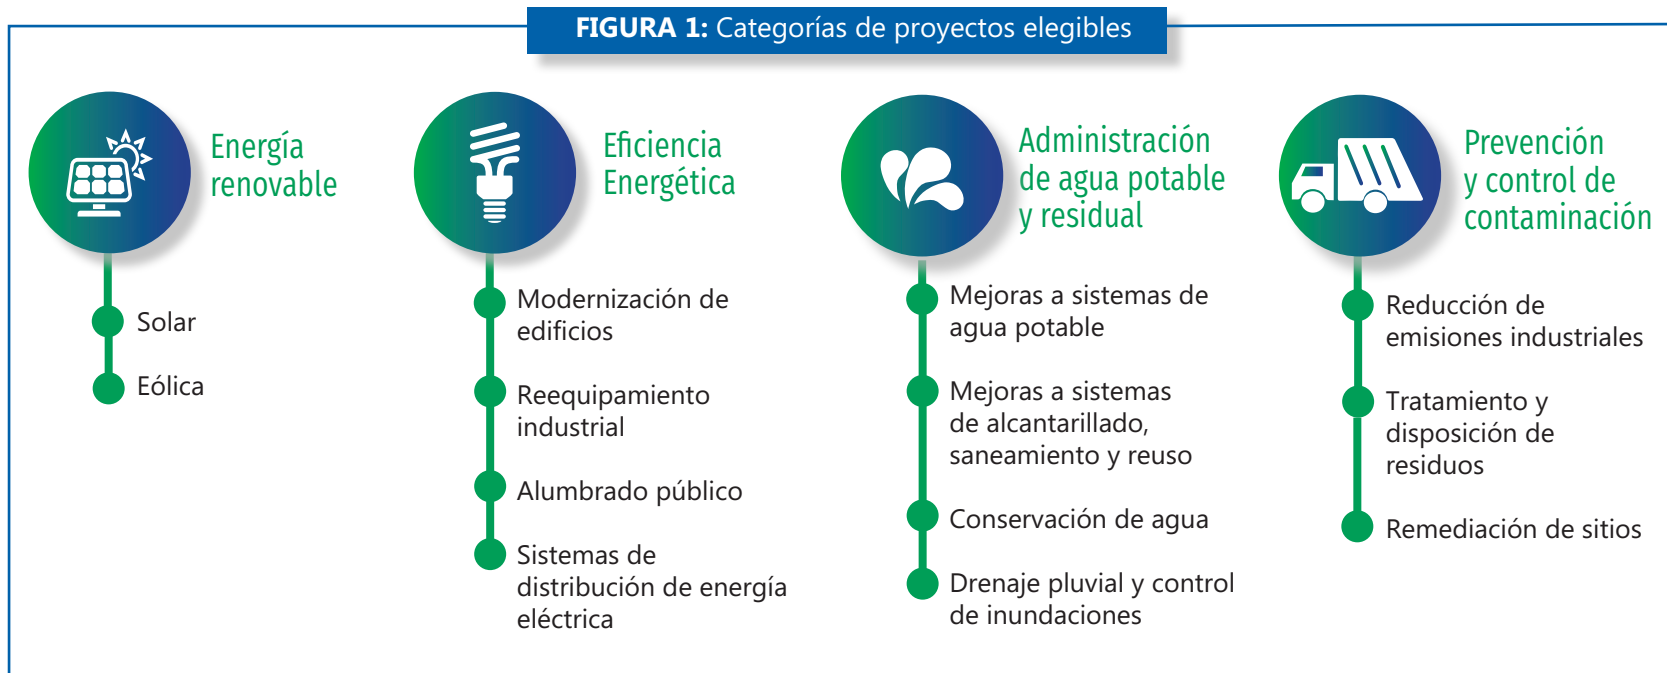 FIGURA 1: Categorías de proyectos elegibles
Energía
renovable
Solar
Eólica
Eficiencia
Energética
Modernización de
edificios
Reequipamiento
industrial
Alumbrado público
Sistemas de
distribución de energía
eléctrica
Administración
de agua potable
y residual
Mejoras a sistemas de
agua potable
Mejoras a sistemas
de alcantarillado,
saneamiento y reuso
Conservación de agua
Drenaje pluvial y control
de inundaciones
Prevención
y control de
contaminación
Reducción de
emisiones industriales
Tratamiento y
disposición de
residuos
Remediación de sitios